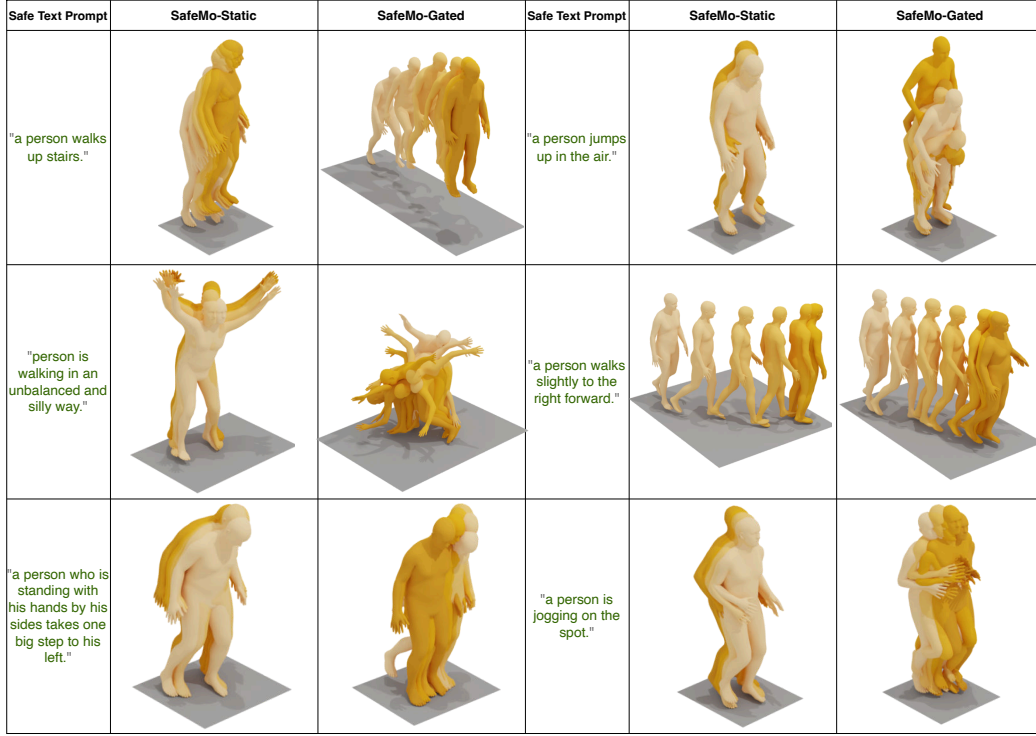 Safe Text Prompt
SafeMo-Static
SafeMo-Gated
Safe Text Prompt
SafeMo-Static
SafeMo-Gated
"a person walks
up stairs."
"a person jumps
up in the air."
"person is
walking in an
unbalanced and
silly way."
"a person walks
slightly to the
right forward."
"a person who is
standing with
his hands by his
sides takes one
big step to his
left."
"a person is
jogging on the
spot."